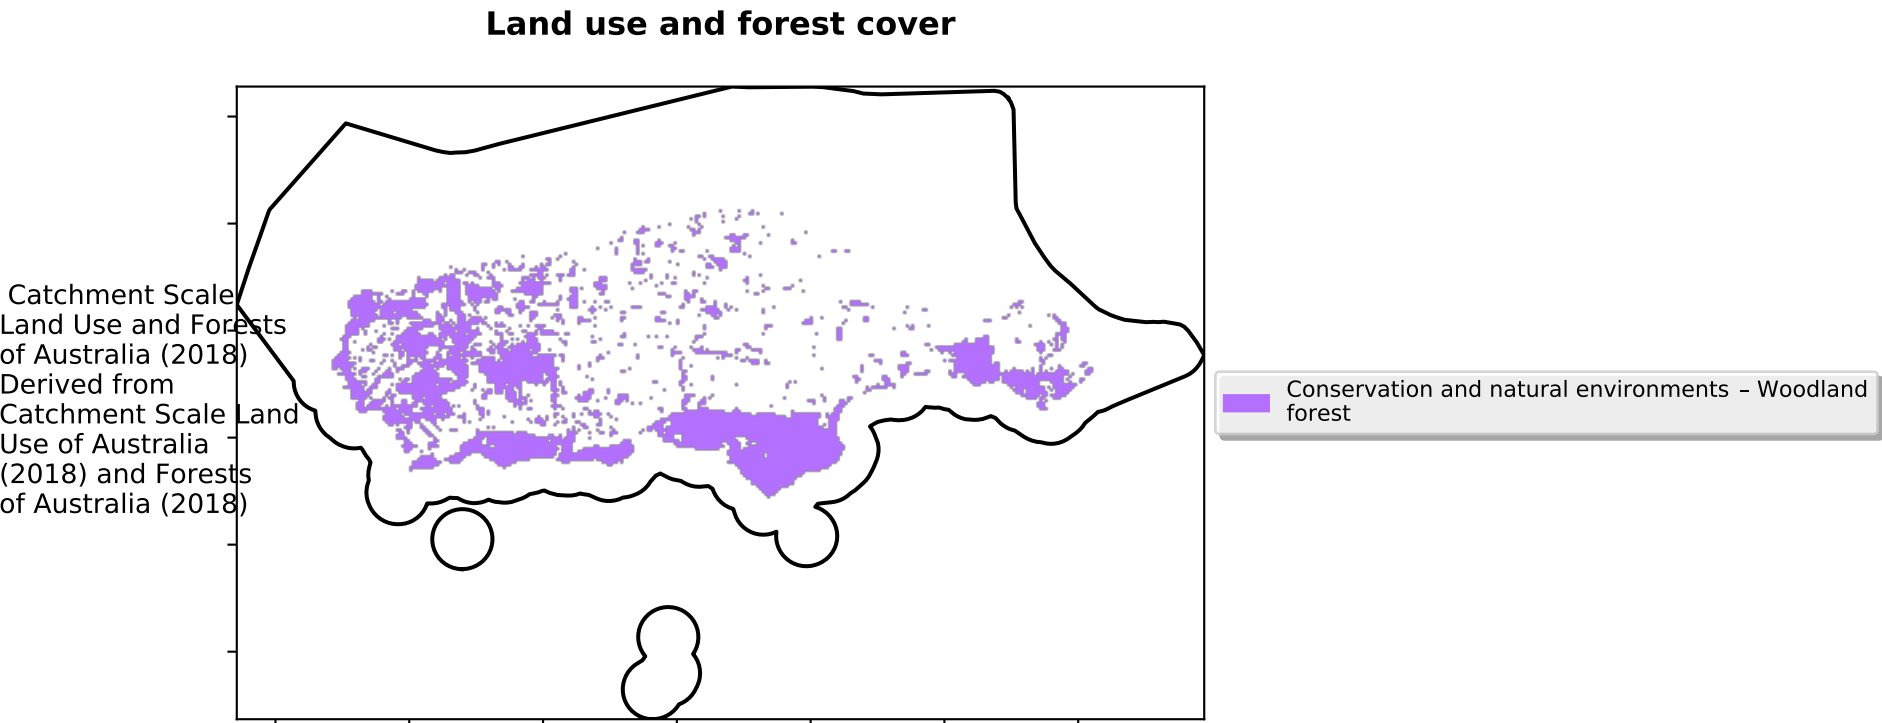 Land use and forest cover
Catchment Scale
Land Use and Forests
of Australia (2018)
Derived from
Catchment Scale Land
Use of Australia
(2018) and Forests
of Australia (2018)
Conservation and natural environments – Woodland
forest